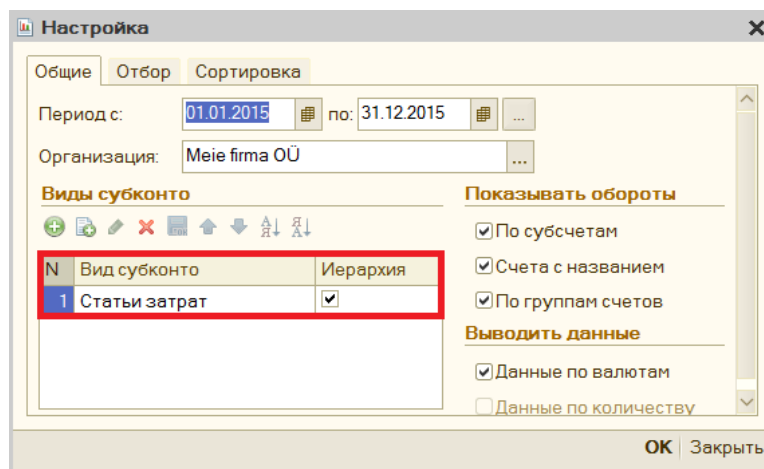 Настройка
Общие Отбор Сортировка
Период с: 01.01.2015 по: 31.12.2015 ...
Организация: Meie firma OÜ ...
Виды субконто
N Вид субконто Иерархия
1 Статьи затрат
Показывать обороты
По субсчетам
Счета с названием
По группам счетов
Выводить данные
Данные по валютам
Данные по количеству
OK Закрыть